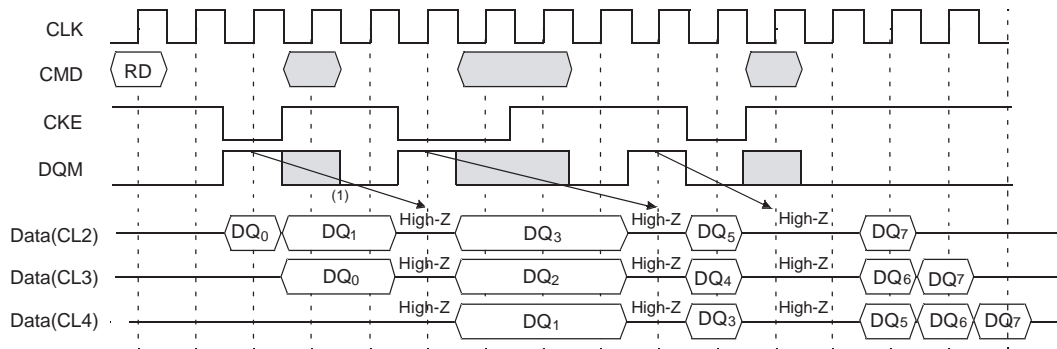 CLK
CMD RD
CKE
DQM
(1)
High-Z High-Z High-Z
Data(CL2) DQ0 DQ1 DQ3 DQ5 DQ7
High-Z High-Z High-Z
Data(CL3) DQ0 DQ2 DQ4 DQ6 DQ7
High-Z High-Z High-Z
Data(CL4) DQ1 DQ3 DQ5 DQ6 DQ7